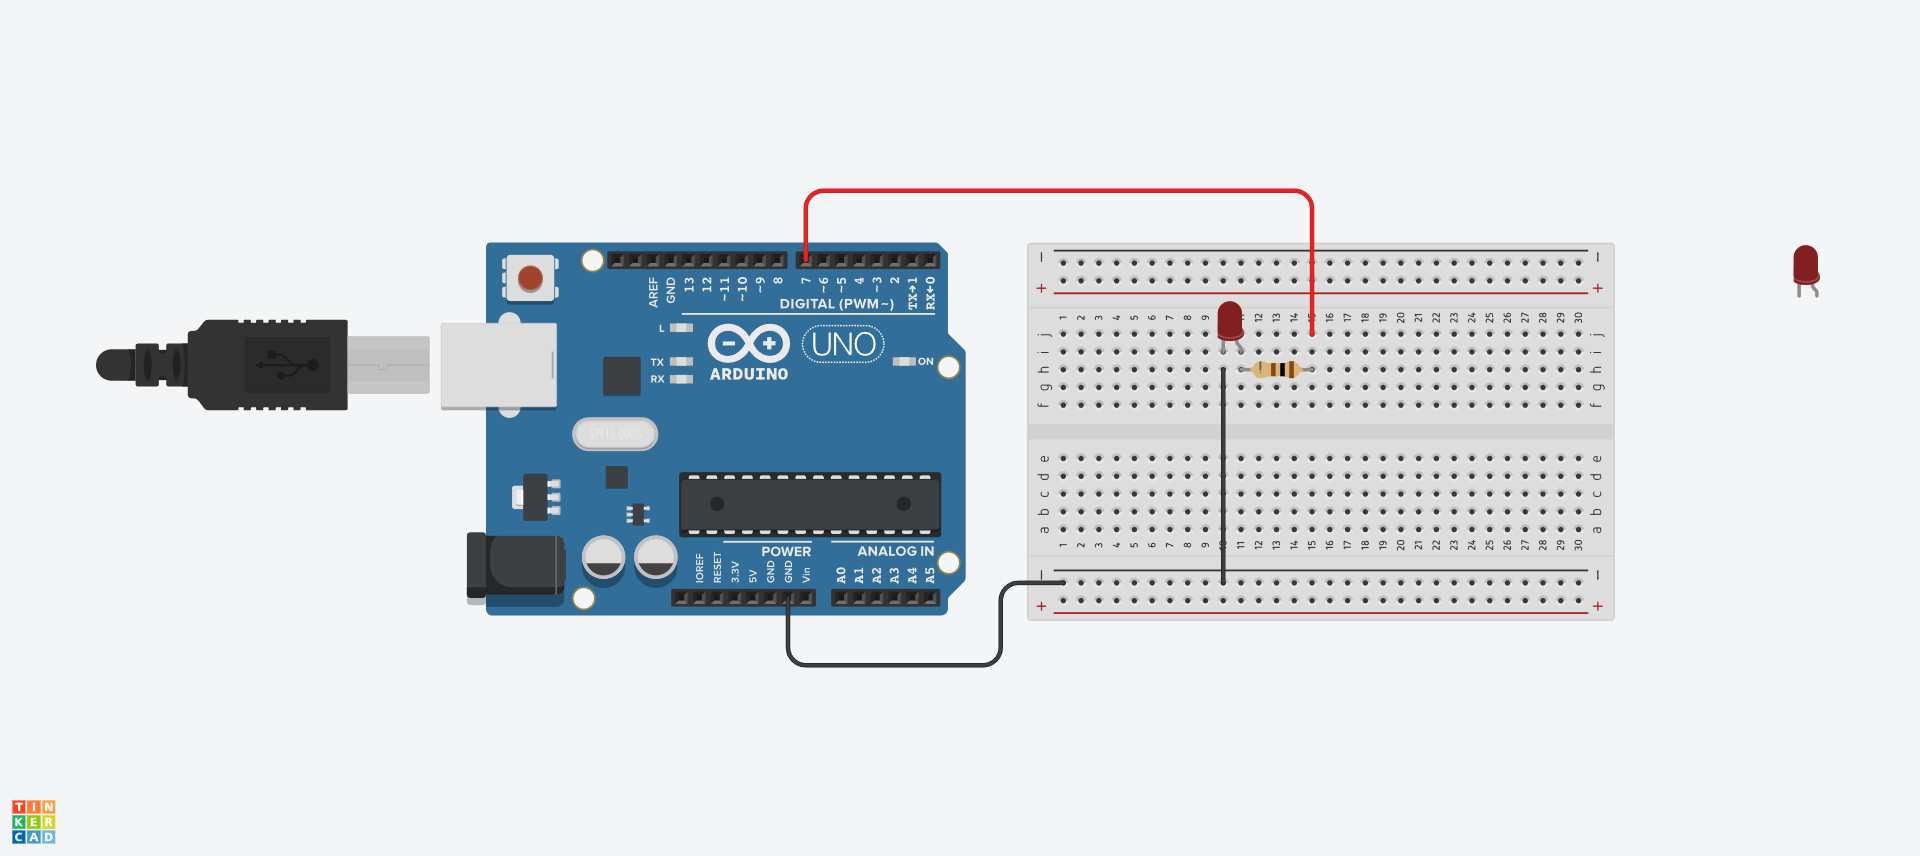 AREF
GND
13
12
~11
~10
~9
8
7
~6
~5
4
~3
2
TX→1
RX←0
DIGITAL (PWM~)
L
TX
RX
ARDUINO
UNO
ON
SPK16.000G
IOREF
RESET
3.3V
5V
GND
GND
Vin
POWER
A0
A1
A2
A3
A4
A5
ANALOG IN
− −
+ +
1 2 3 4 5 6 7 8 9 12 13 14 15 16 17 18 19 20 21 22 23 24 25 26 27 28 29 30
j j
i i
h h
g g
f f
e e
d d
c c
b b
a a
1 2 3 4 5 6 7 8 9 10 11 12 13 14 15 16 17 18 19 20 21 22 23 24 25 26 27 28 29 30
− −
+ +
TIN
KER
CAD